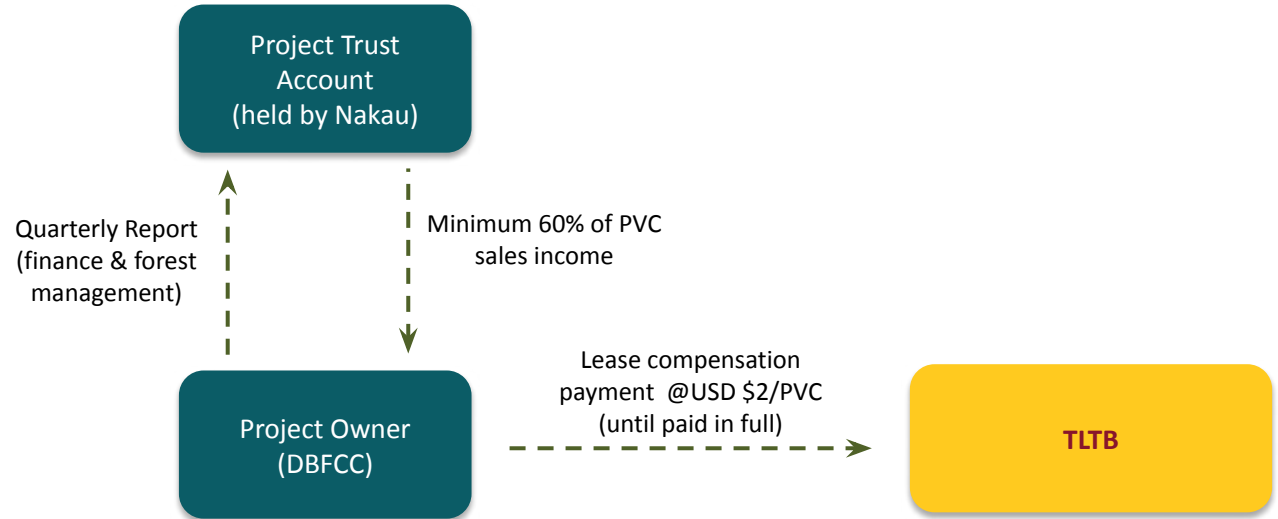 Project Trust
Account
(held by Nakau)
Quarterly Report
(finance & forest
management)
Minimum 60% of PVC
sales income
Project Owner
(DBFCC)
Lease compensation
payment @USD $2/PVC
(until paid in full)
TLTB